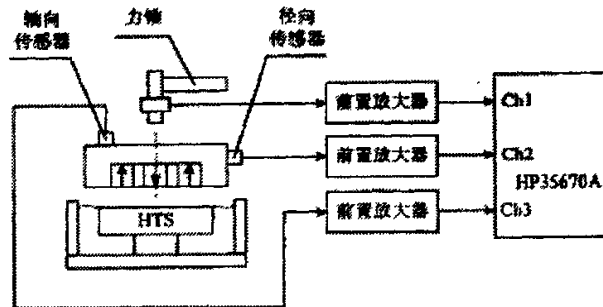 轴向
传感器
力锤
径向
传感器
前置放大器
Ch1
前置放大器
Ch2
HP35670A
前置放大器
Ch3
HTS